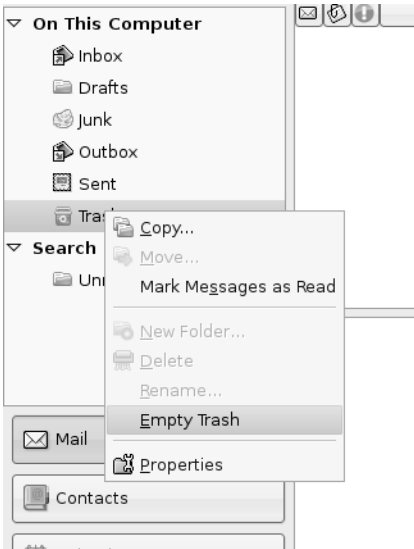 On This Computer
Inbox
Drafts
Junk
Outbox
Sent
Copy...
Search
Move...
Mark Messages as Read
New Folder...
Delete
Rename...
Empty Trash
Mail
Properties
Contacts